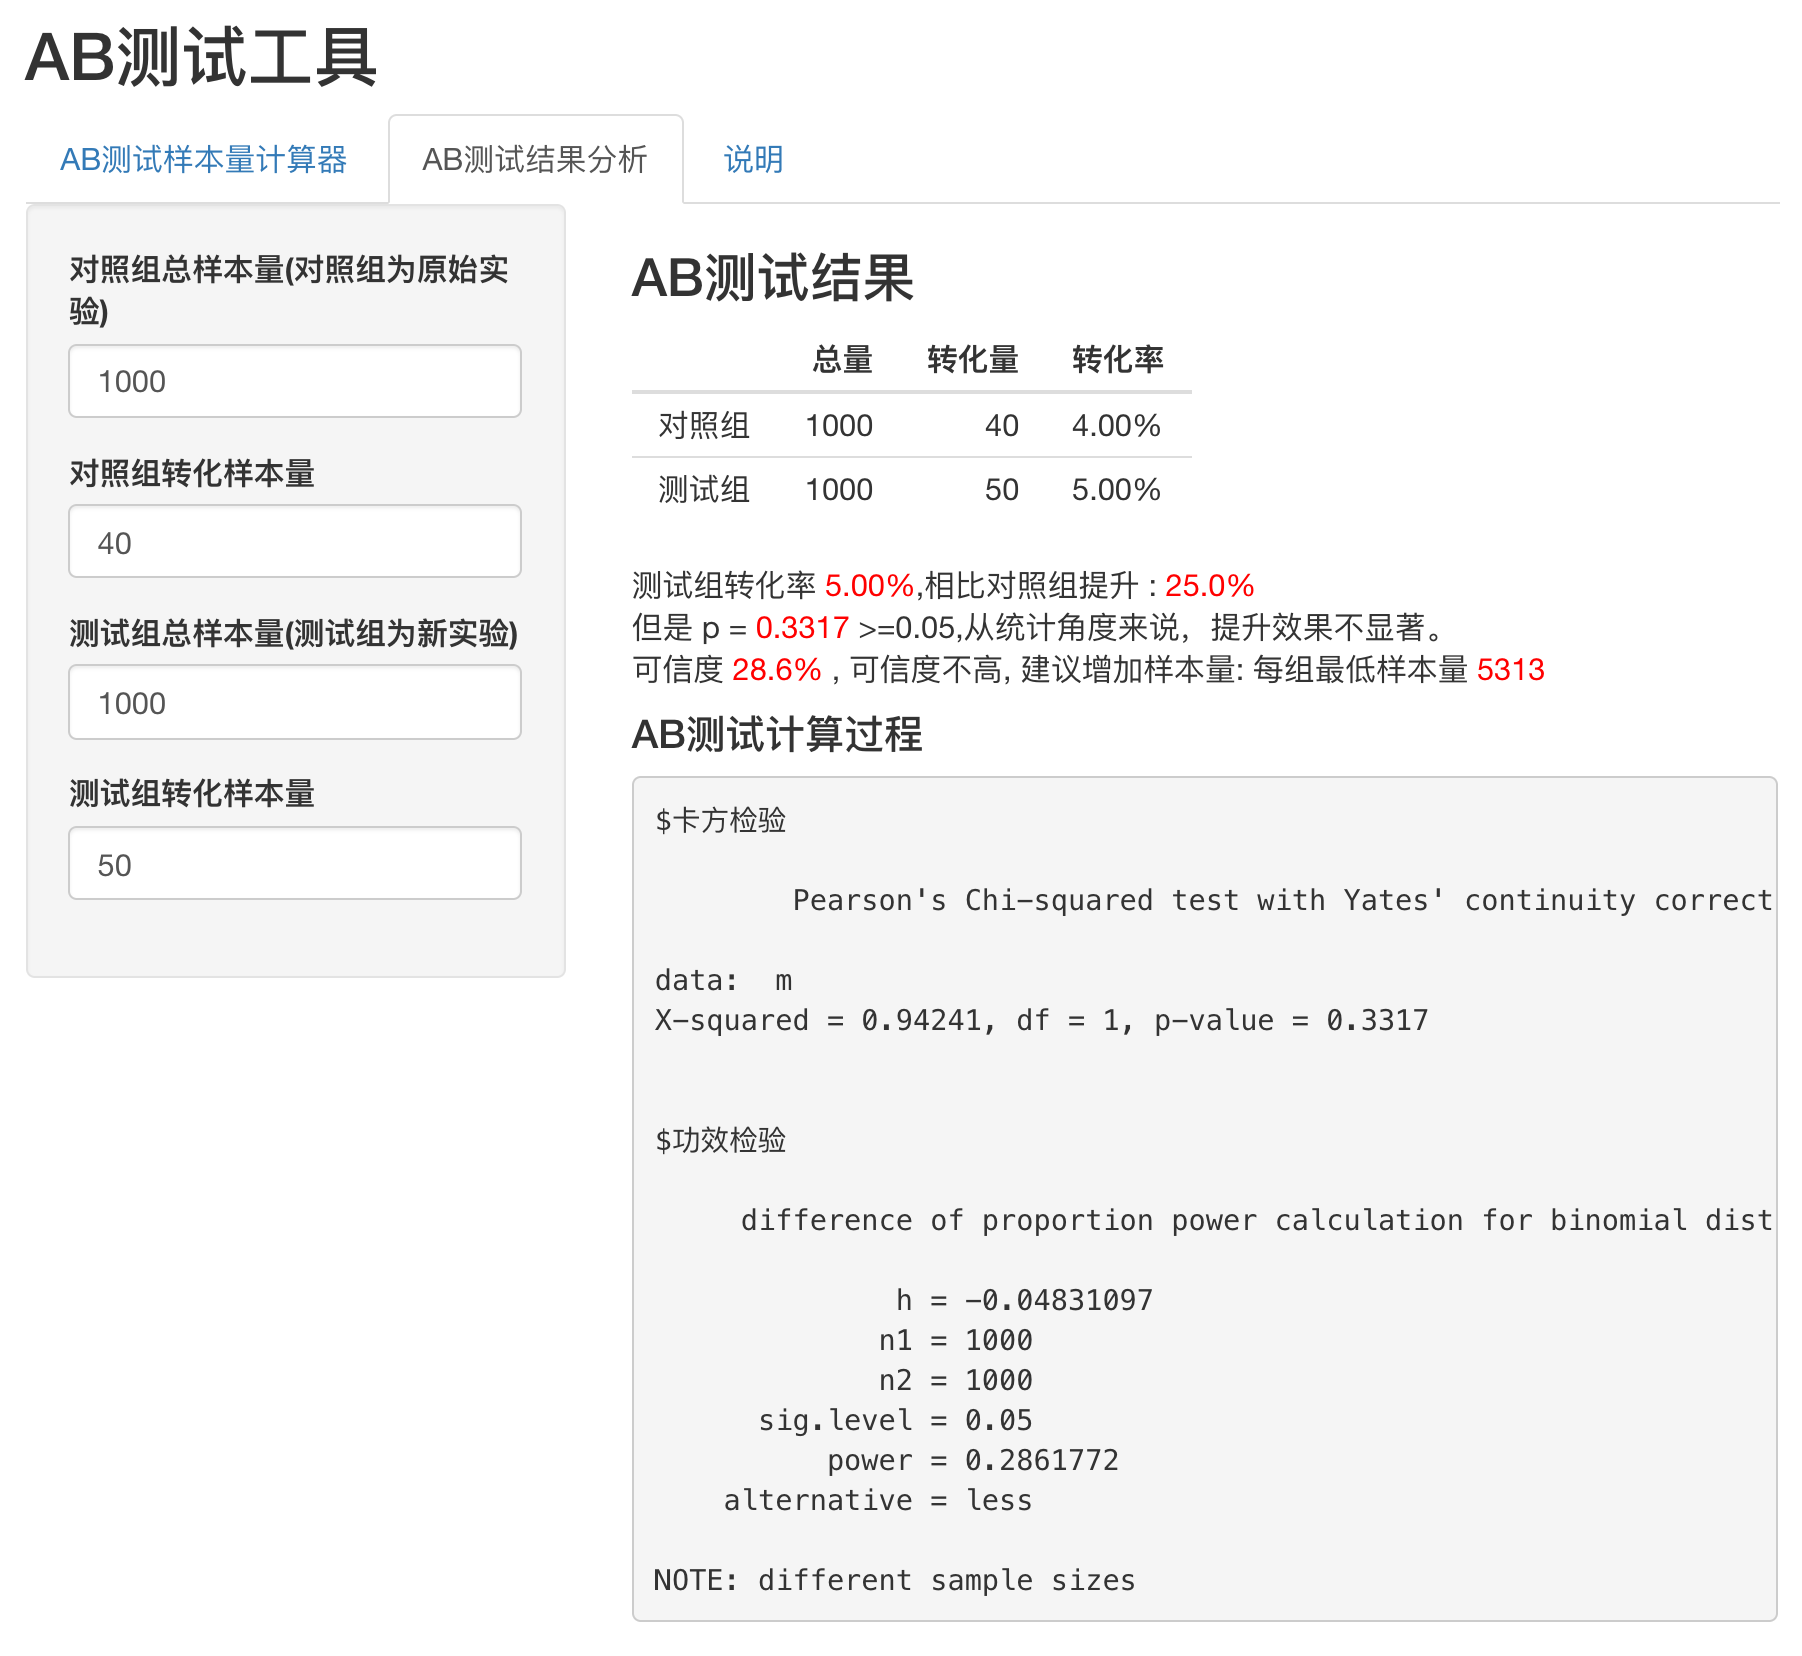 AB测试工具
AB测试样本量计算器 AB测试结果分析 说明
对照组总样本量(对照组为原始实
验)
1000
对照组转化样本量
40
测试组总样本量(测试组为新实验)
1000
测试组转化样本量
50
AB测试结果
总量 转化量 转化率
对照组 1000 40 4.00%
测试组 1000 50 5.00%
测试组转化率 5.00%,相比对照组提升 : 25.0%
但是 p = 0.3317 >=0.05,从统计角度来说，提升效果不显著。
可信度 28.6% , 可信度不高, 建议增加样本量: 每组最低样本量 5313
AB测试计算过程
$卡方检验
Pearson's Chi-squared test with Yates' continuity correct
data:  m
X-squared = 0.94241, df = 1, p-value = 0.3317
$功效检验
difference of proportion power calculation for binomial dist
h = -0.04831097
n1 = 1000
n2 = 1000
sig.level = 0.05
power = 0.2861772
alternative = less
NOTE: different sample sizes